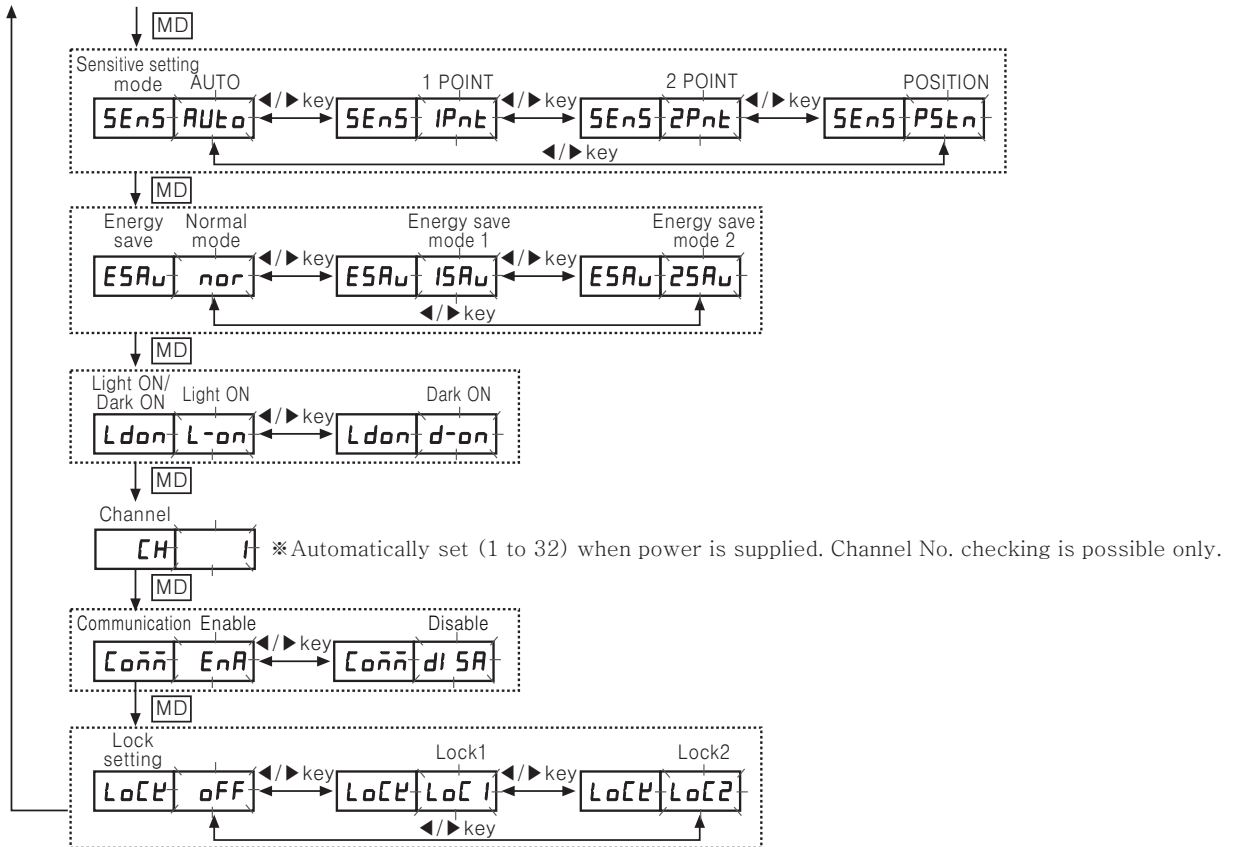 MD
Sensitive setting
mode AUTO 1 POINT 2 POINT POSITION
SEnS AUto ◀/▶ key SEnS 1Pnt ◀/▶ key SEnS 2Pnt ◀/▶ key SEnS PStn
◀/▶ key
MD
Energy Normal Energy save Energy save
save mode mode 1 mode 2
ESAv nor ◀/▶ key ESAv 1SAv ◀/▶ key ESAv 2SAv
◀/▶ key
MD
Light ON/
Dark ON Light ON Dark ON
Ldon L-on ◀/▶ key Ldon d-on
MD
Channel
CH 1 ※Automatically set (1 to 32) when power is supplied. Channel No. checking is possible only.
MD
Communication Enable Disable
Comm EnA ◀/▶ key Comm diSA
MD
Lock
setting Lock1 Lock2
LoCK oFF ◀/▶ key LoCK LoC1 ◀/▶ key LoCK LoC2
◀/▶ key